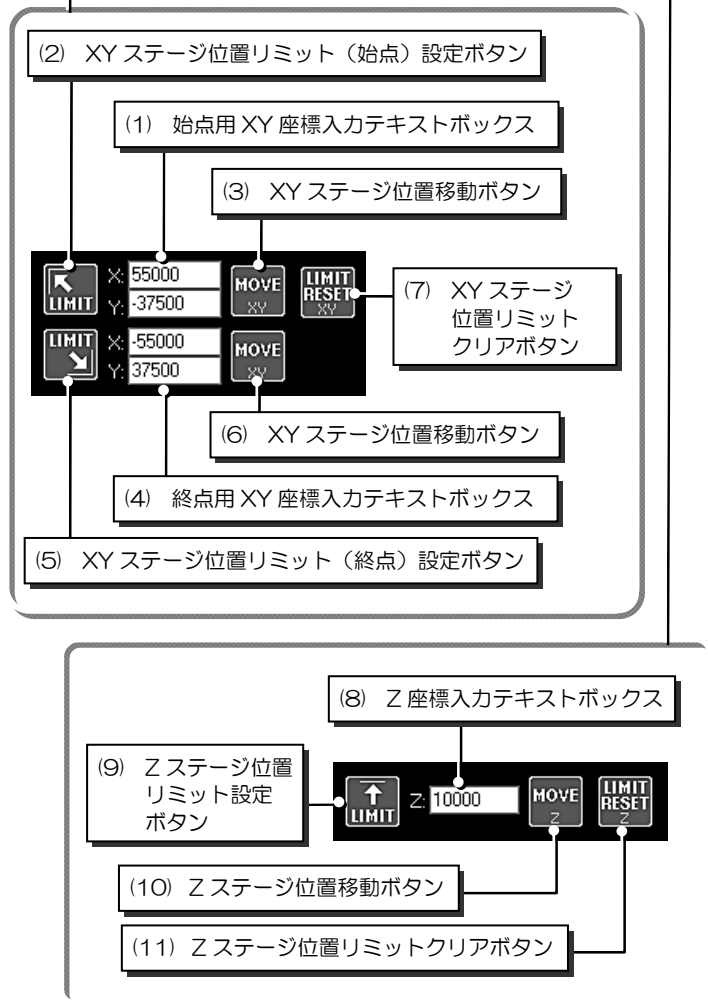 (2) XY ステージ位置リミット（始点）設定ボタン
(1) 始点用 XY 座標入力テキストボックス
(3) XY ステージ位置移動ボタン
LIMIT
X: 55000
Y: -37500
MOVE
XY
LIMIT
RESET
XY
(7) XY ステージ
位置リミット
クリアボタン
LIMIT
X: -55000
Y: 37500
MOVE
XY
(6) XY ステージ位置移動ボタン
(4) 終点用 XY 座標入力テキストボックス
(5) XY ステージ位置リミット（終点）設定ボタン
(8) Z 座標入力テキストボックス
(9) Z ステージ位置
リミット設定
ボタン
LIMIT
Z: 10000
MOVE
Z
LIMIT
RESET
Z
(10) Z ステージ位置移動ボタン
(11) Z ステージ位置リミットクリアボタン